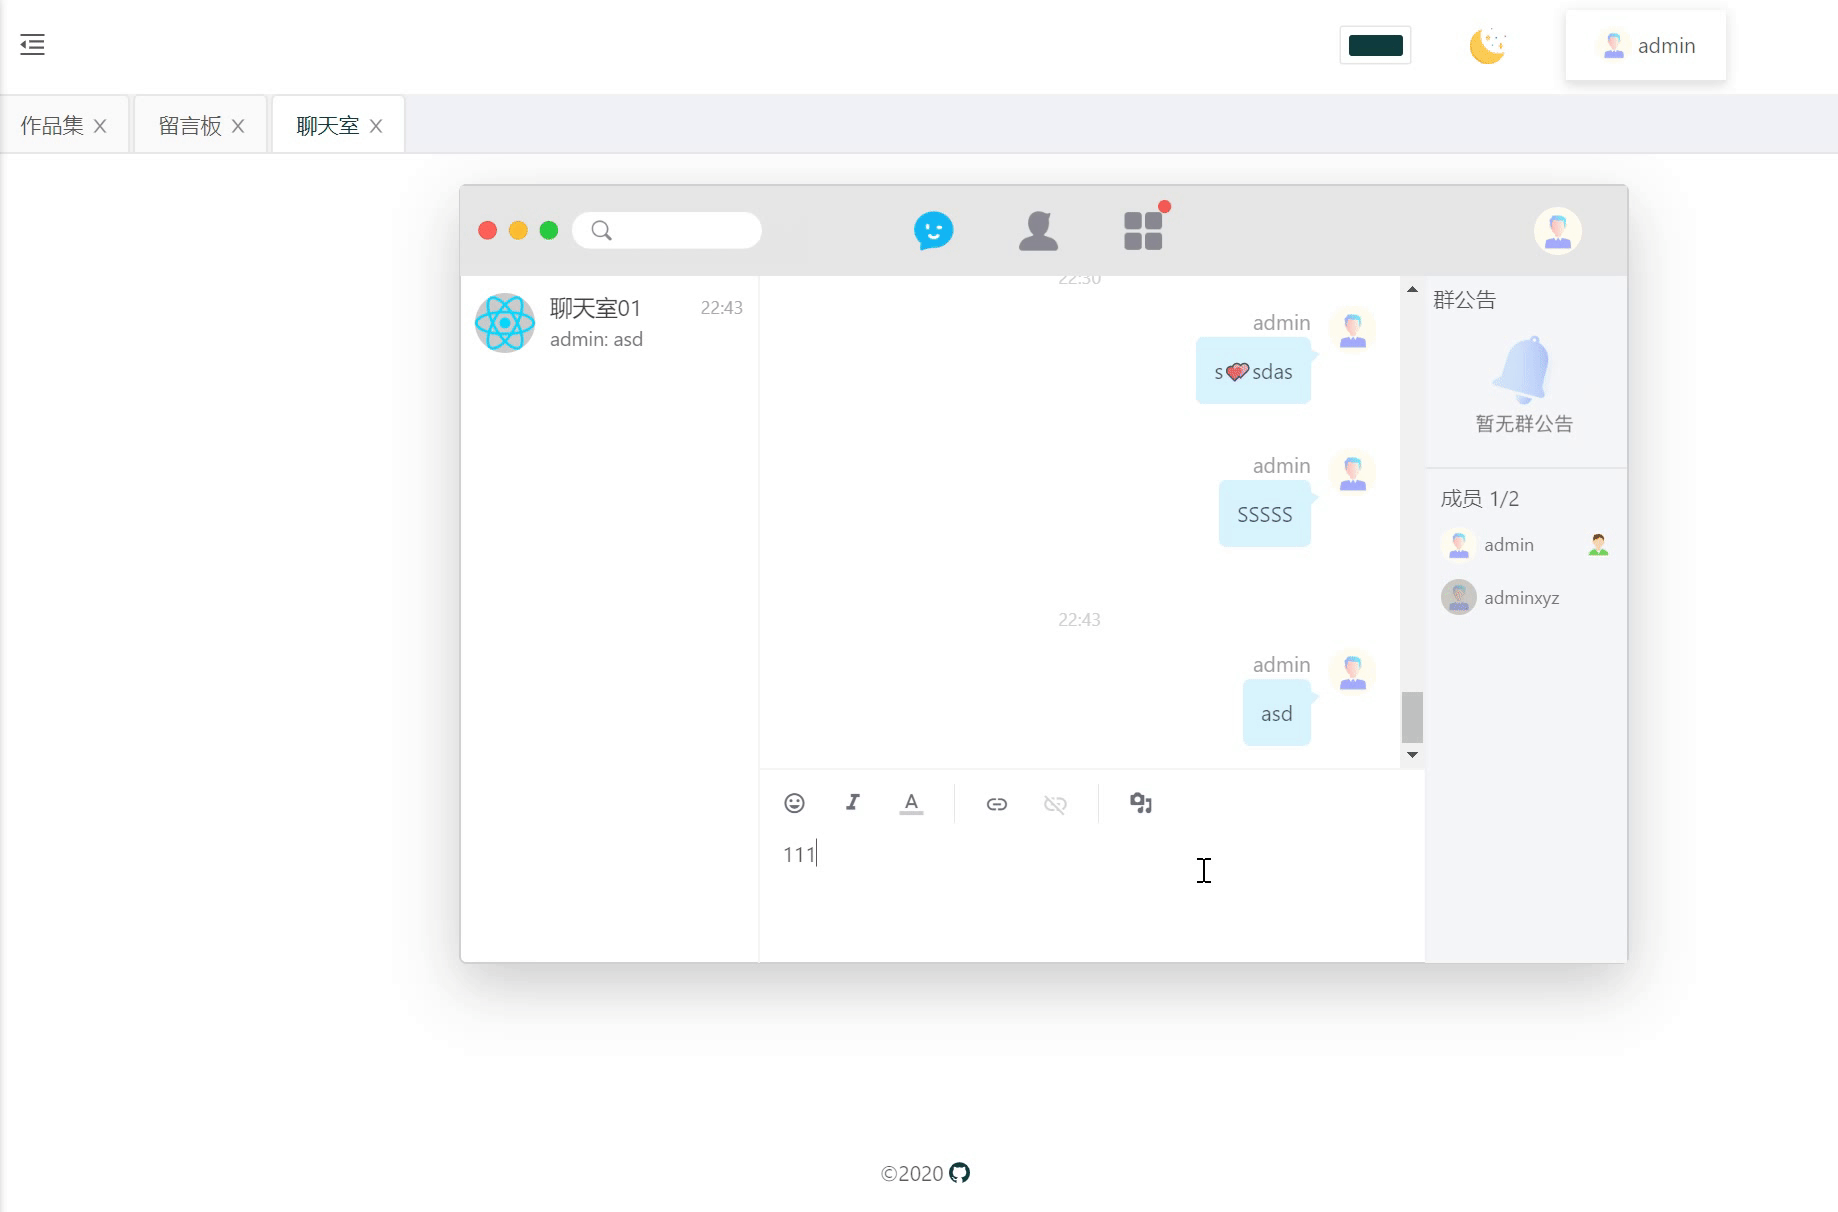 admin
作品集 X
留言板 X
聊天室 X
聊天室01
22:43
admin: asd
22:30
admin
s sdas
admin
SSSSS
22:43
admin
asd
111
群公告
暂无群公告
成员 1/2
admin
adminxyz
©2020